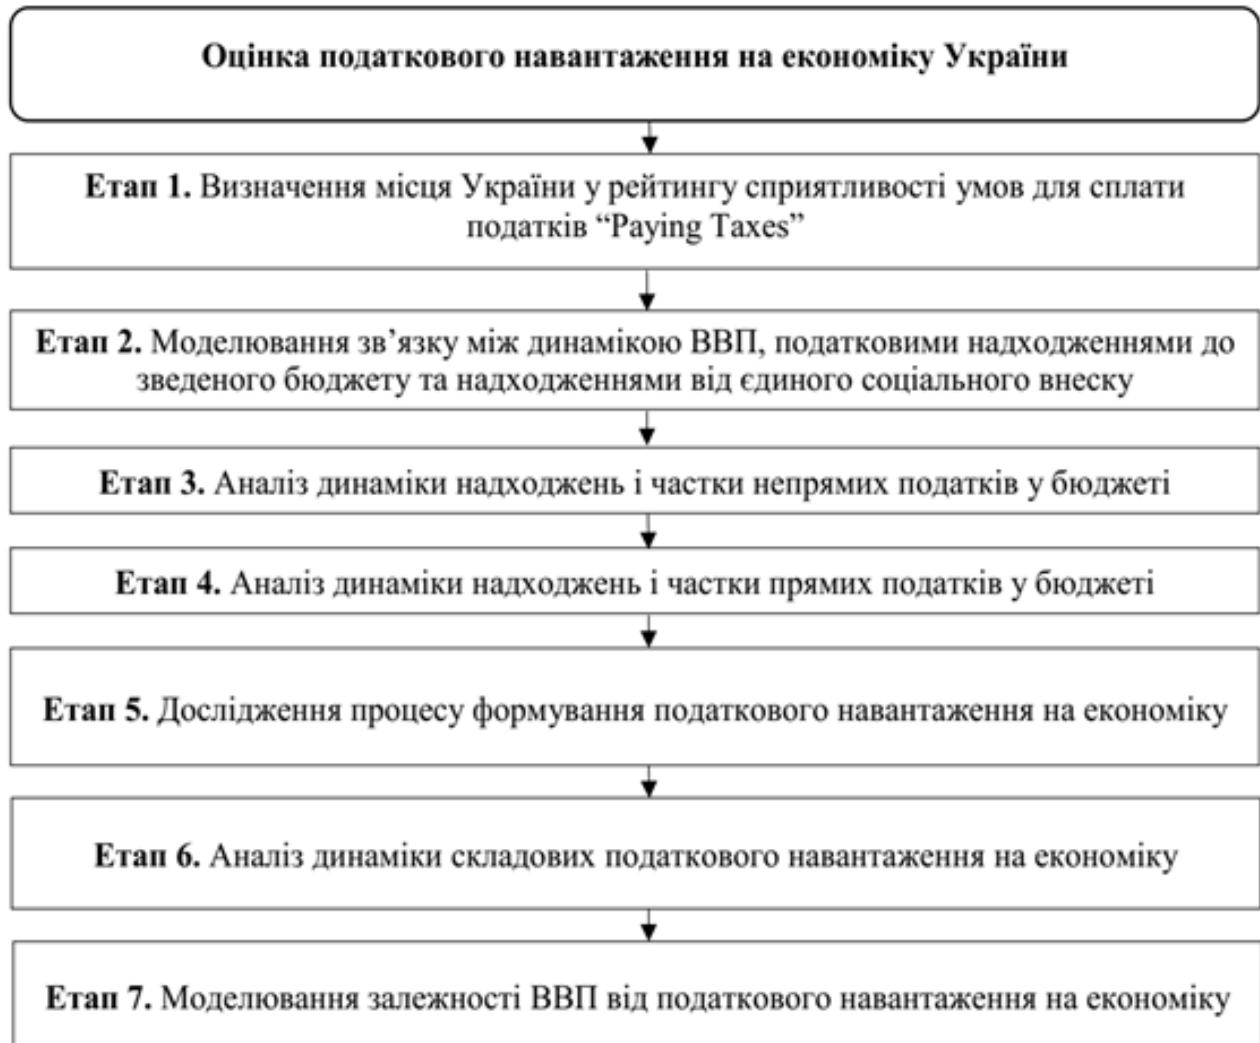 Оцінка податкового навантаження на економіку України
Етап 1. Визначення місця України у рейтингу сприятливості умов для сплати
податків “Paying Taxes”
Етап 2. Моделювання зв’язку між динамікою ВВП, податковими надходженнями до
зведеного бюджету та надходженнями від єдиного соціального внеску
Етап 3. Аналіз динаміки надходжень і частки непрямих податків у бюджеті
Етап 4. Аналіз динаміки надходжень і частки прямих податків у бюджеті
Етап 5. Дослідження процесу формування податкового навантаження на економіку
Етап 6. Аналіз динаміки складових податкового навантаження на економіку
Етап 7. Моделювання залежності ВВП від податкового навантаження на економіку